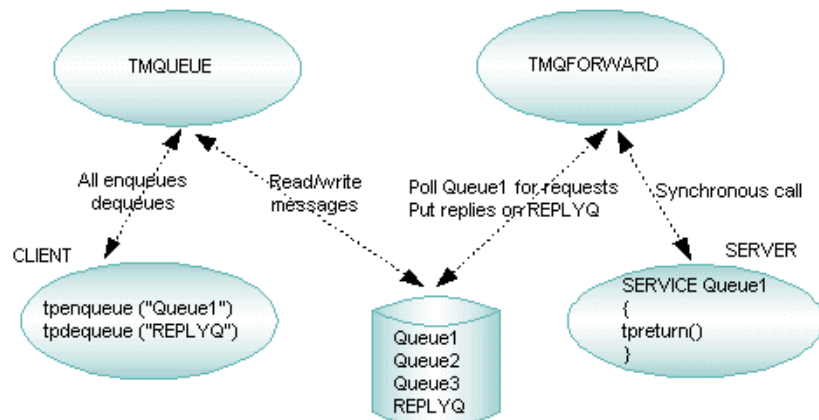 TMQUEUE
TMQFORWARD
All enqueues
dequeues
Read/write
messages
Poll Queue1 for requests
Put replies on REPLYQ
Synchronous call
CLIENT
SERVER
tpenqueue ("Queue1")
tpdequeue ("REPLYQ")
Queue1
Queue2
Queue3
REPLYQ
SERVICE Queue1
{
tpreturn()
}